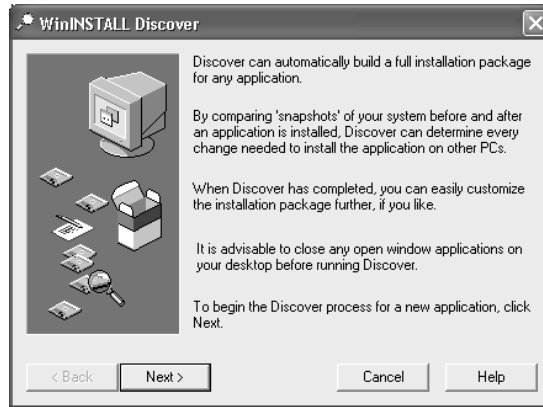 WinINSTALL Discover
Discover can automatically build a full installation package
for any application.
By comparing 'snapshots' of your system before and after
an application is installed, Discover can determine every
change needed to install the application on other PCs.
When Discover has completed, you can easily customize
the installation package further, if you like.
It is advisable to close any open window applications on
your desktop before running Discover.
To begin the Discover process for a new application, click
Next.
< Back
Next >
Cancel
Help